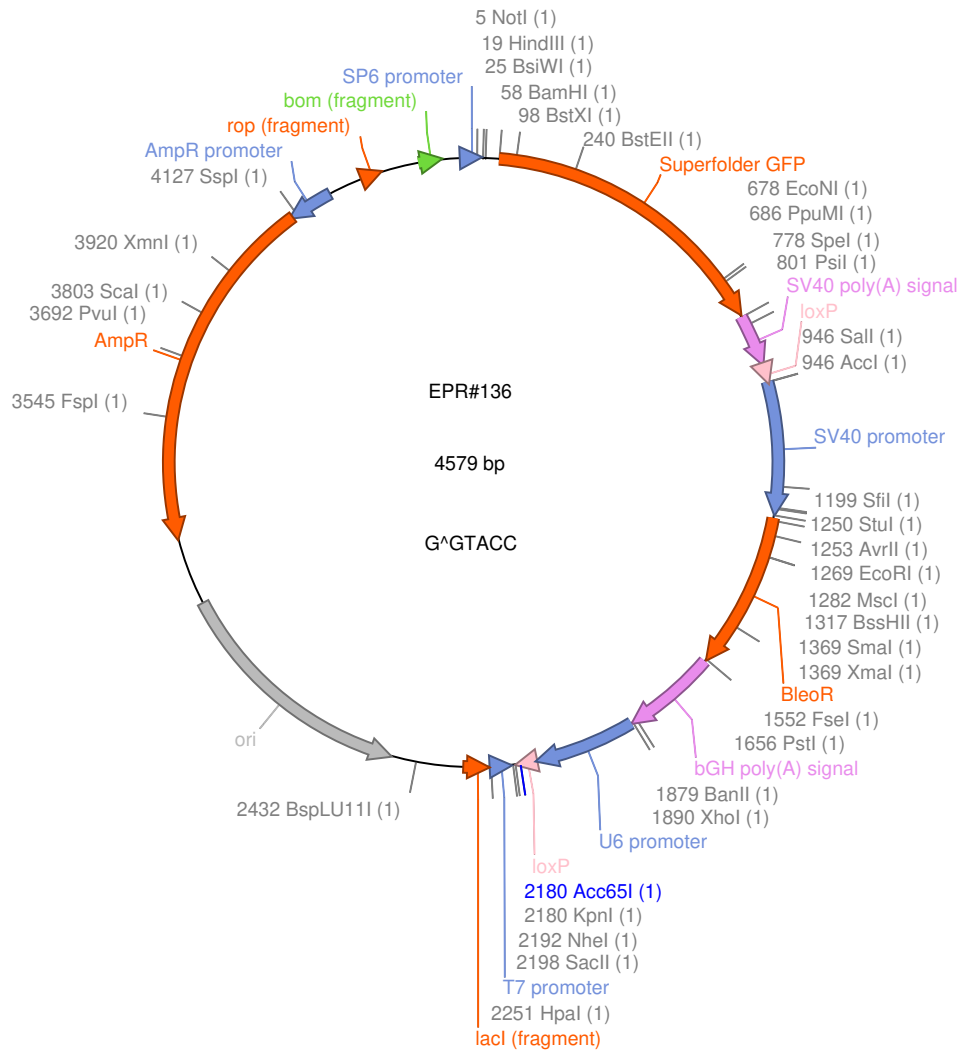 5 NotI (1)
19 HindIII (1)
25 BsiWI (1)
SP6 promoter
58 BamHI (1)
bom (fragment)
98 BstXI (1)
rop (fragment)
240 BstEII (1)
AmpR promoter
Superfolder GFP
4127 SspI (1)
678 EcoNI (1)
686 PpuMI (1)
3920 XmnI (1)
778 SpeI (1)
801 PsiI (1)
3803 ScaI (1)
SV40 poly(A) signal
3692 PvuI (1)
loxP
AmpR
946 SalI (1)
946 AccI (1)
EPR#136
3545 FspI (1)
SV40 promoter
4579 bp
1199 SfiI (1)
1250 StuI (1)
G^GTACC
1253 AvrII (1)
1269 EcoRI (1)
1282 MscI (1)
1317 BssHII (1)
1369 SmaI (1)
1369 XmaI (1)
BleoR
1552 FseI (1)
ori
1656 PstI (1)
bGH poly(A) signal
1879 BanII (1)
2432 BspLU11I (1)
1890 XhoI (1)
U6 promoter
loxP
2180 Acc65I (1)
2180 KpnI (1)
2192 NheI (1)
2198 SacII (1)
T7 promoter
2251 HpaI (1)
lacI (fragment)